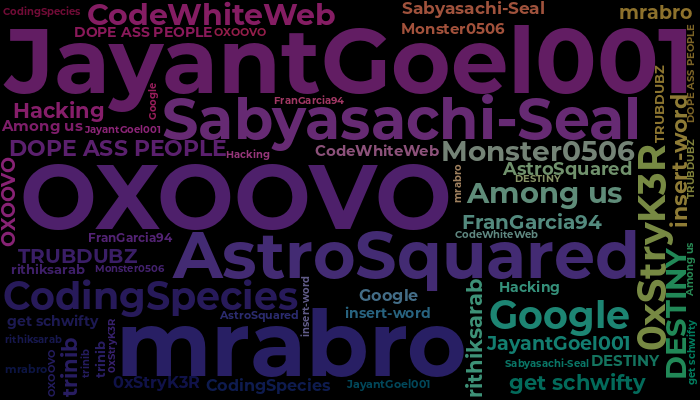 CodingSpecies
CodeWhiteWeb
Sabyasachi-Seal
mrabro
DOPE ASS PEOPLE
OXOOVO
Monster0506
JayantGoel001
DOPE ASS PEOPLE
TRUBDUBZ
insert-word
Google
FranGarcia94
Hacking
Sabyasachi-Seal
Among us
JayantGoel001
DOPE ASS PEOPLE
Hacking
CodeWhiteWeb
Monster0506
OXOOVO
OXOOVO
mrabro
AstroSquared
DESTINY
Among us
0xStryK3R
TRUBDUBZ
FranGarcia94
CodeWhiteWeb
FranGarcia94
AstroSquared
TRUBDUBZ
rithiksarab
Monster0506
DESTINY
Among us
CodingSpecies
insert-word
Google
Hacking
rithiksarab
Google
get schwifty
AstroSquared
insert-word
mrabro
trinib
trinib
trinib
0xStryK3R
rithiksarab
JayantGoel001
get schwifty
OXOOVO
mrabro
Sabyasachi-Seal
DESTINY
0xStryK3R
CodingSpecies
JayantGoel001
get schwifty